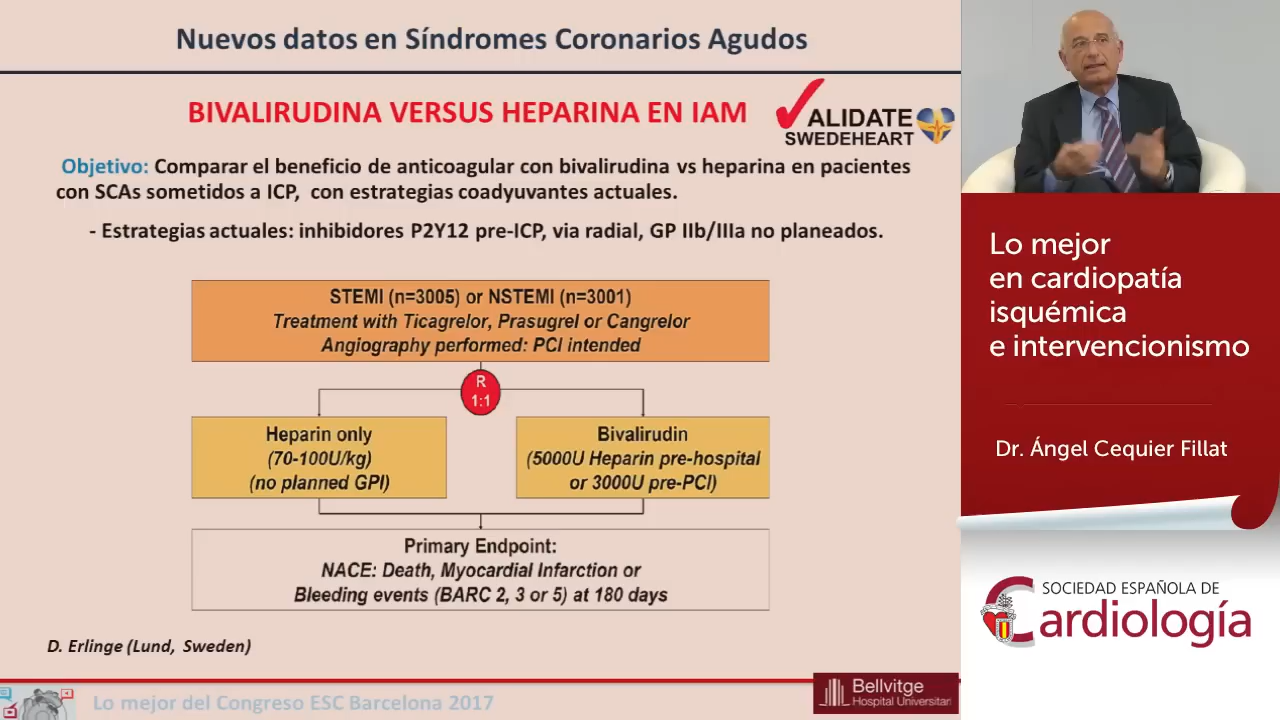 Nuevos datos en Síndromes Coronarios Agudos
BIVALIRUDINA VERSUS HEPARINA EN IAM
VALIDATE
SWEDEHEART
Objetivo: Comparar el beneficio de anticoagular con bivalirudina vs heparina en pacientes
con SCAs sometidos a ICP, con estrategias coadyuvantes actuales.
- Estrategias actuales: inhibidores P2Y12 pre-ICP, via radial, GP IIb/IIIa no planeados.
STEMI (n=3005) or NSTEMI (n=3001)
Treatment with Ticagrelor, Prasugrel or Cangrelor
Angiography performed: PCI intended
R
1:1
Heparin only
(70-100U/kg)
(no planned GPI)
Bivalirudin
(5000U Heparin pre-hospital
or 3000U pre-PCI)
Primary Endpoint:
NACE: Death, Myocardial Infarction or
Bleeding events (BARC 2, 3 or 5) at 180 days
D. Erlinge (Lund, Sweden)
Lo mejor del Congreso ESC Barcelona 2017
Bellvitge
Hospital Universitari
Lo mejor
en cardiopatía
isquémica
e intervencionismo
Dr. Ángel Cequier Fillat
SOCIEDAD ESPAÑOLA DE
Cardiología